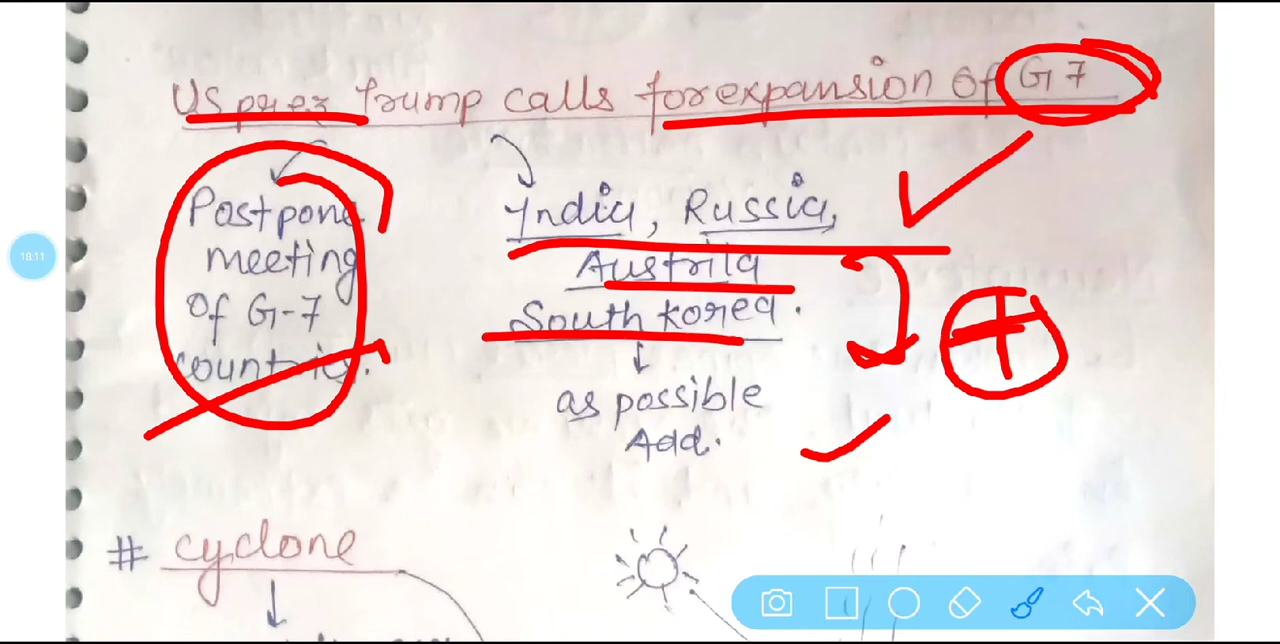 US prez Trump calls for expansion of G7
Postpone
meeting
of G-7
countries.
India, Russia,
Austrila
South Korea.
as possible
Add.
# cyclone
18:11